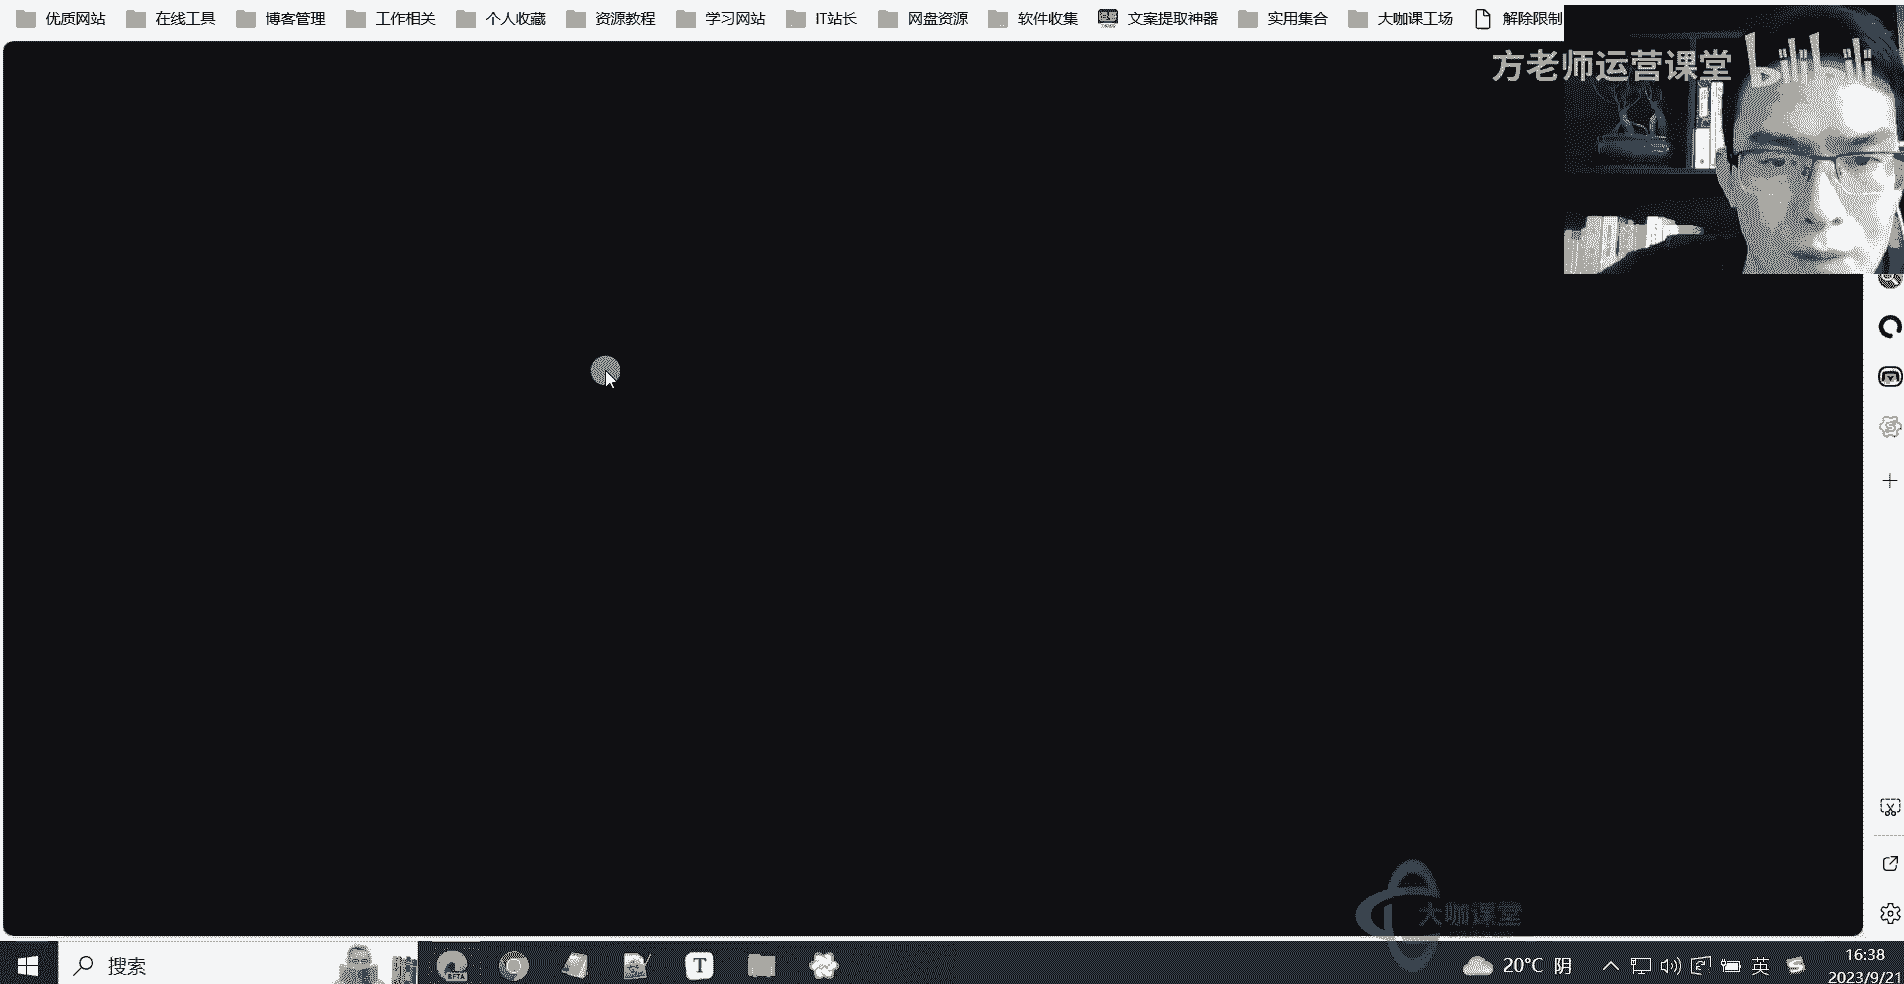 优质网站 在线工具 博客管理 工作相关 个人收藏 资源教程 学习网站 IT站长 网盘资源 软件收集 文案提取神器 实用集合 大咖课工场 解除限制
方老师运营课堂 bilibili
大咖课堂
搜索 BETA T 20°C 阴 英 16:38
2023/9/21